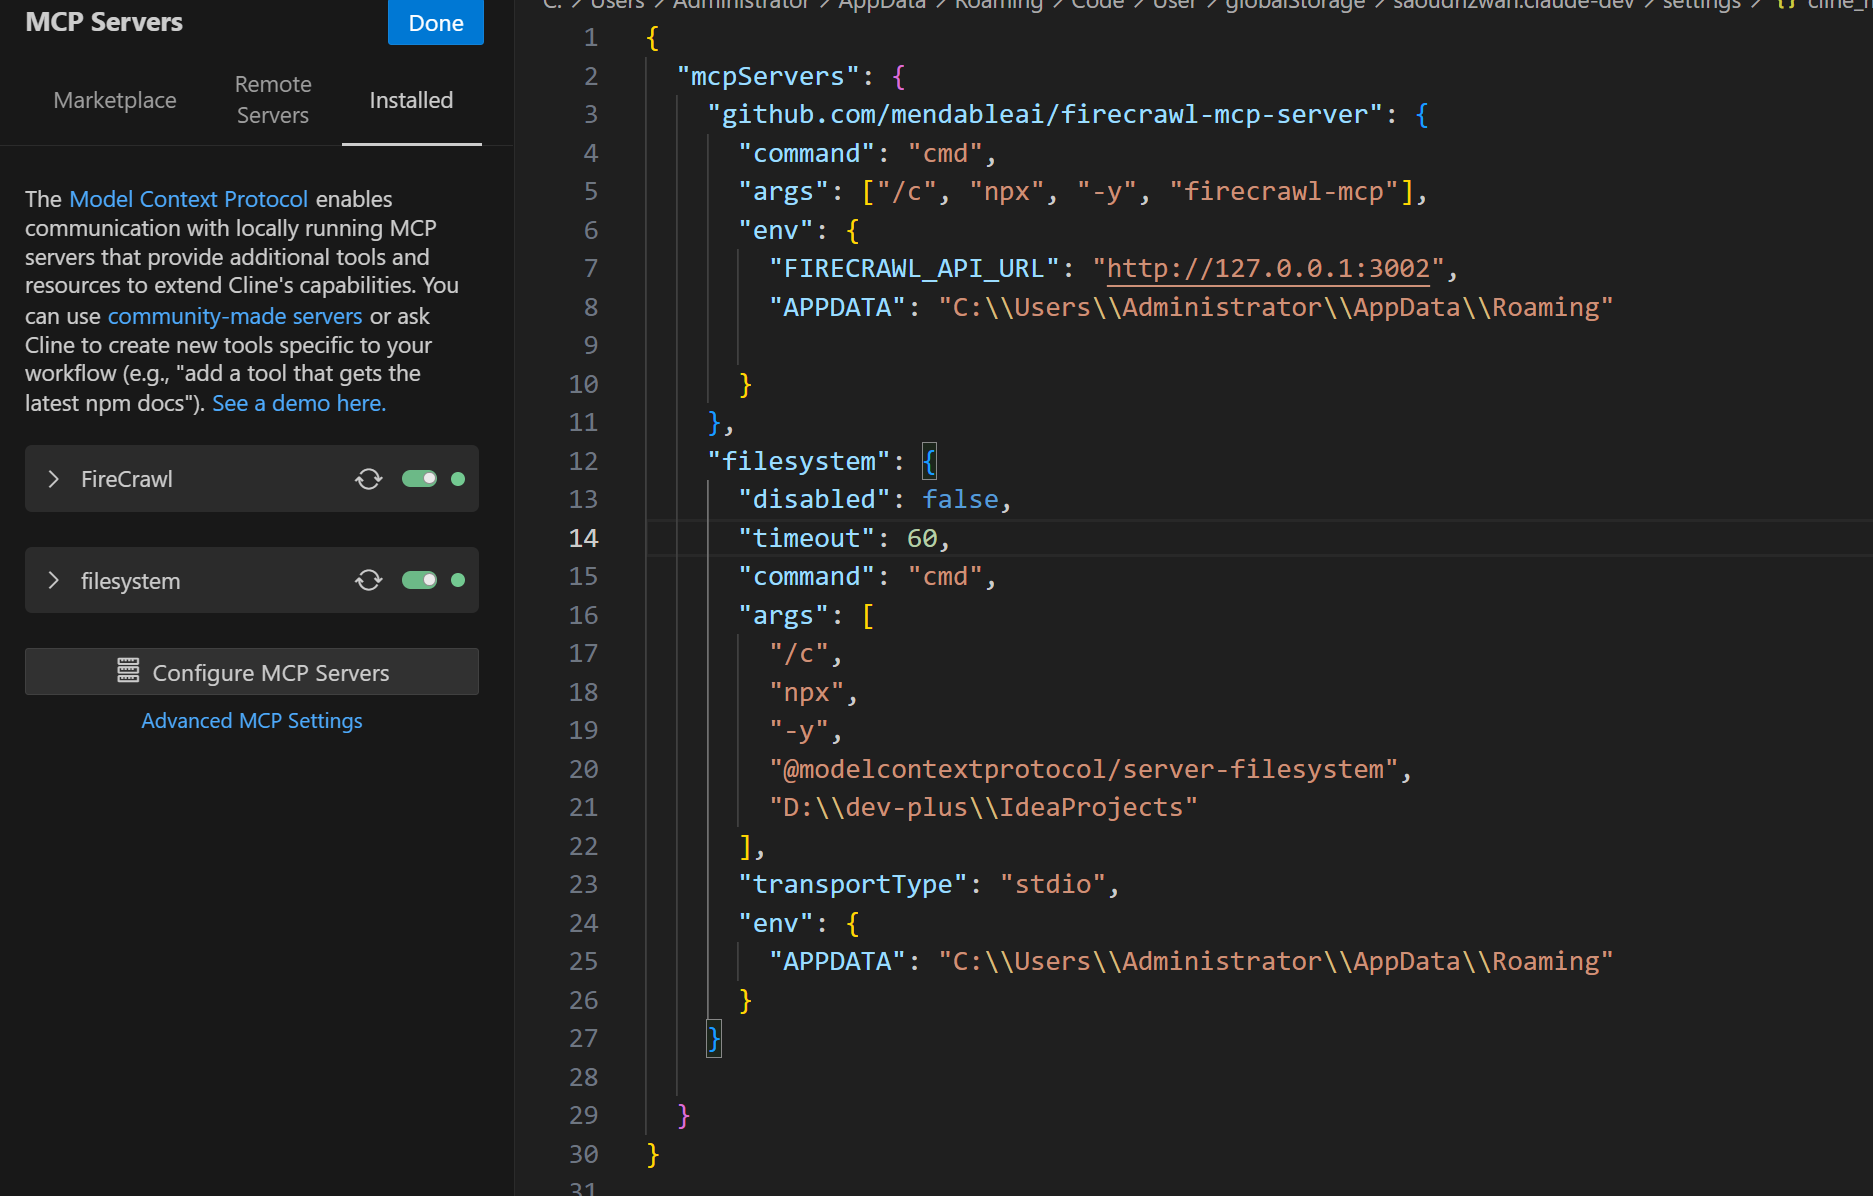 MCP Servers
Done
Marketplace
Remote
Servers
Installed
The Model Context Protocol enables
communication with locally running MCP
servers that provide additional tools and
resources to extend Cline's capabilities. You
can use community-made servers or ask
Cline to create new tools specific to your
workflow (e.g., "add a tool that gets the
latest npm docs"). See a demo here.
FireCrawl
filesystem
Configure MCP Servers
Advanced MCP Settings
C: > Users > Administrator > AppData > Roaming > Code > User > globalStorage > saoudrizwan.claude-dev > settings > {}
1 {
2 "mcpServers": {
3 "github.com/mendableai/firecrawl-mcp-server": {
4 "command": "cmd",
5 "args": ["/c", "npx", "-y", "firecrawl-mcp"],
6 "env": {
7 "FIRECRAWL_API_URL": "http://127.0.0.1:3002",
8 "APPDATA": "C:\\Users\\Administrator\\AppData\\Roaming"
9
10 }
11 },
12 "filesystem": {
13 "disabled": false,
14 "timeout": 60,
15 "command": "cmd",
16 "args": [
17 "/c",
18 "npx",
19 "-y",
20 "@modelcontextprotocol/server-filesystem",
21 "D:\\dev-plus\\IdeaProjects"
22 ],
23 "transportType": "stdio",
24 "env": {
25 "APPDATA": "C:\\Users\\Administrator\\AppData\\Roaming"
26 }
27 }
28
29 }
30 }
31